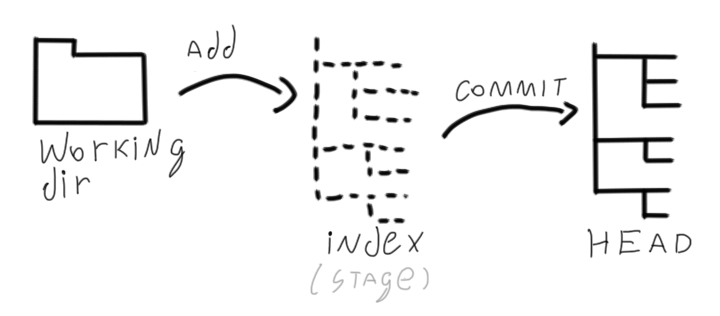 Add
COMMIT
Working
dir
index
(STAGE)
HEAD